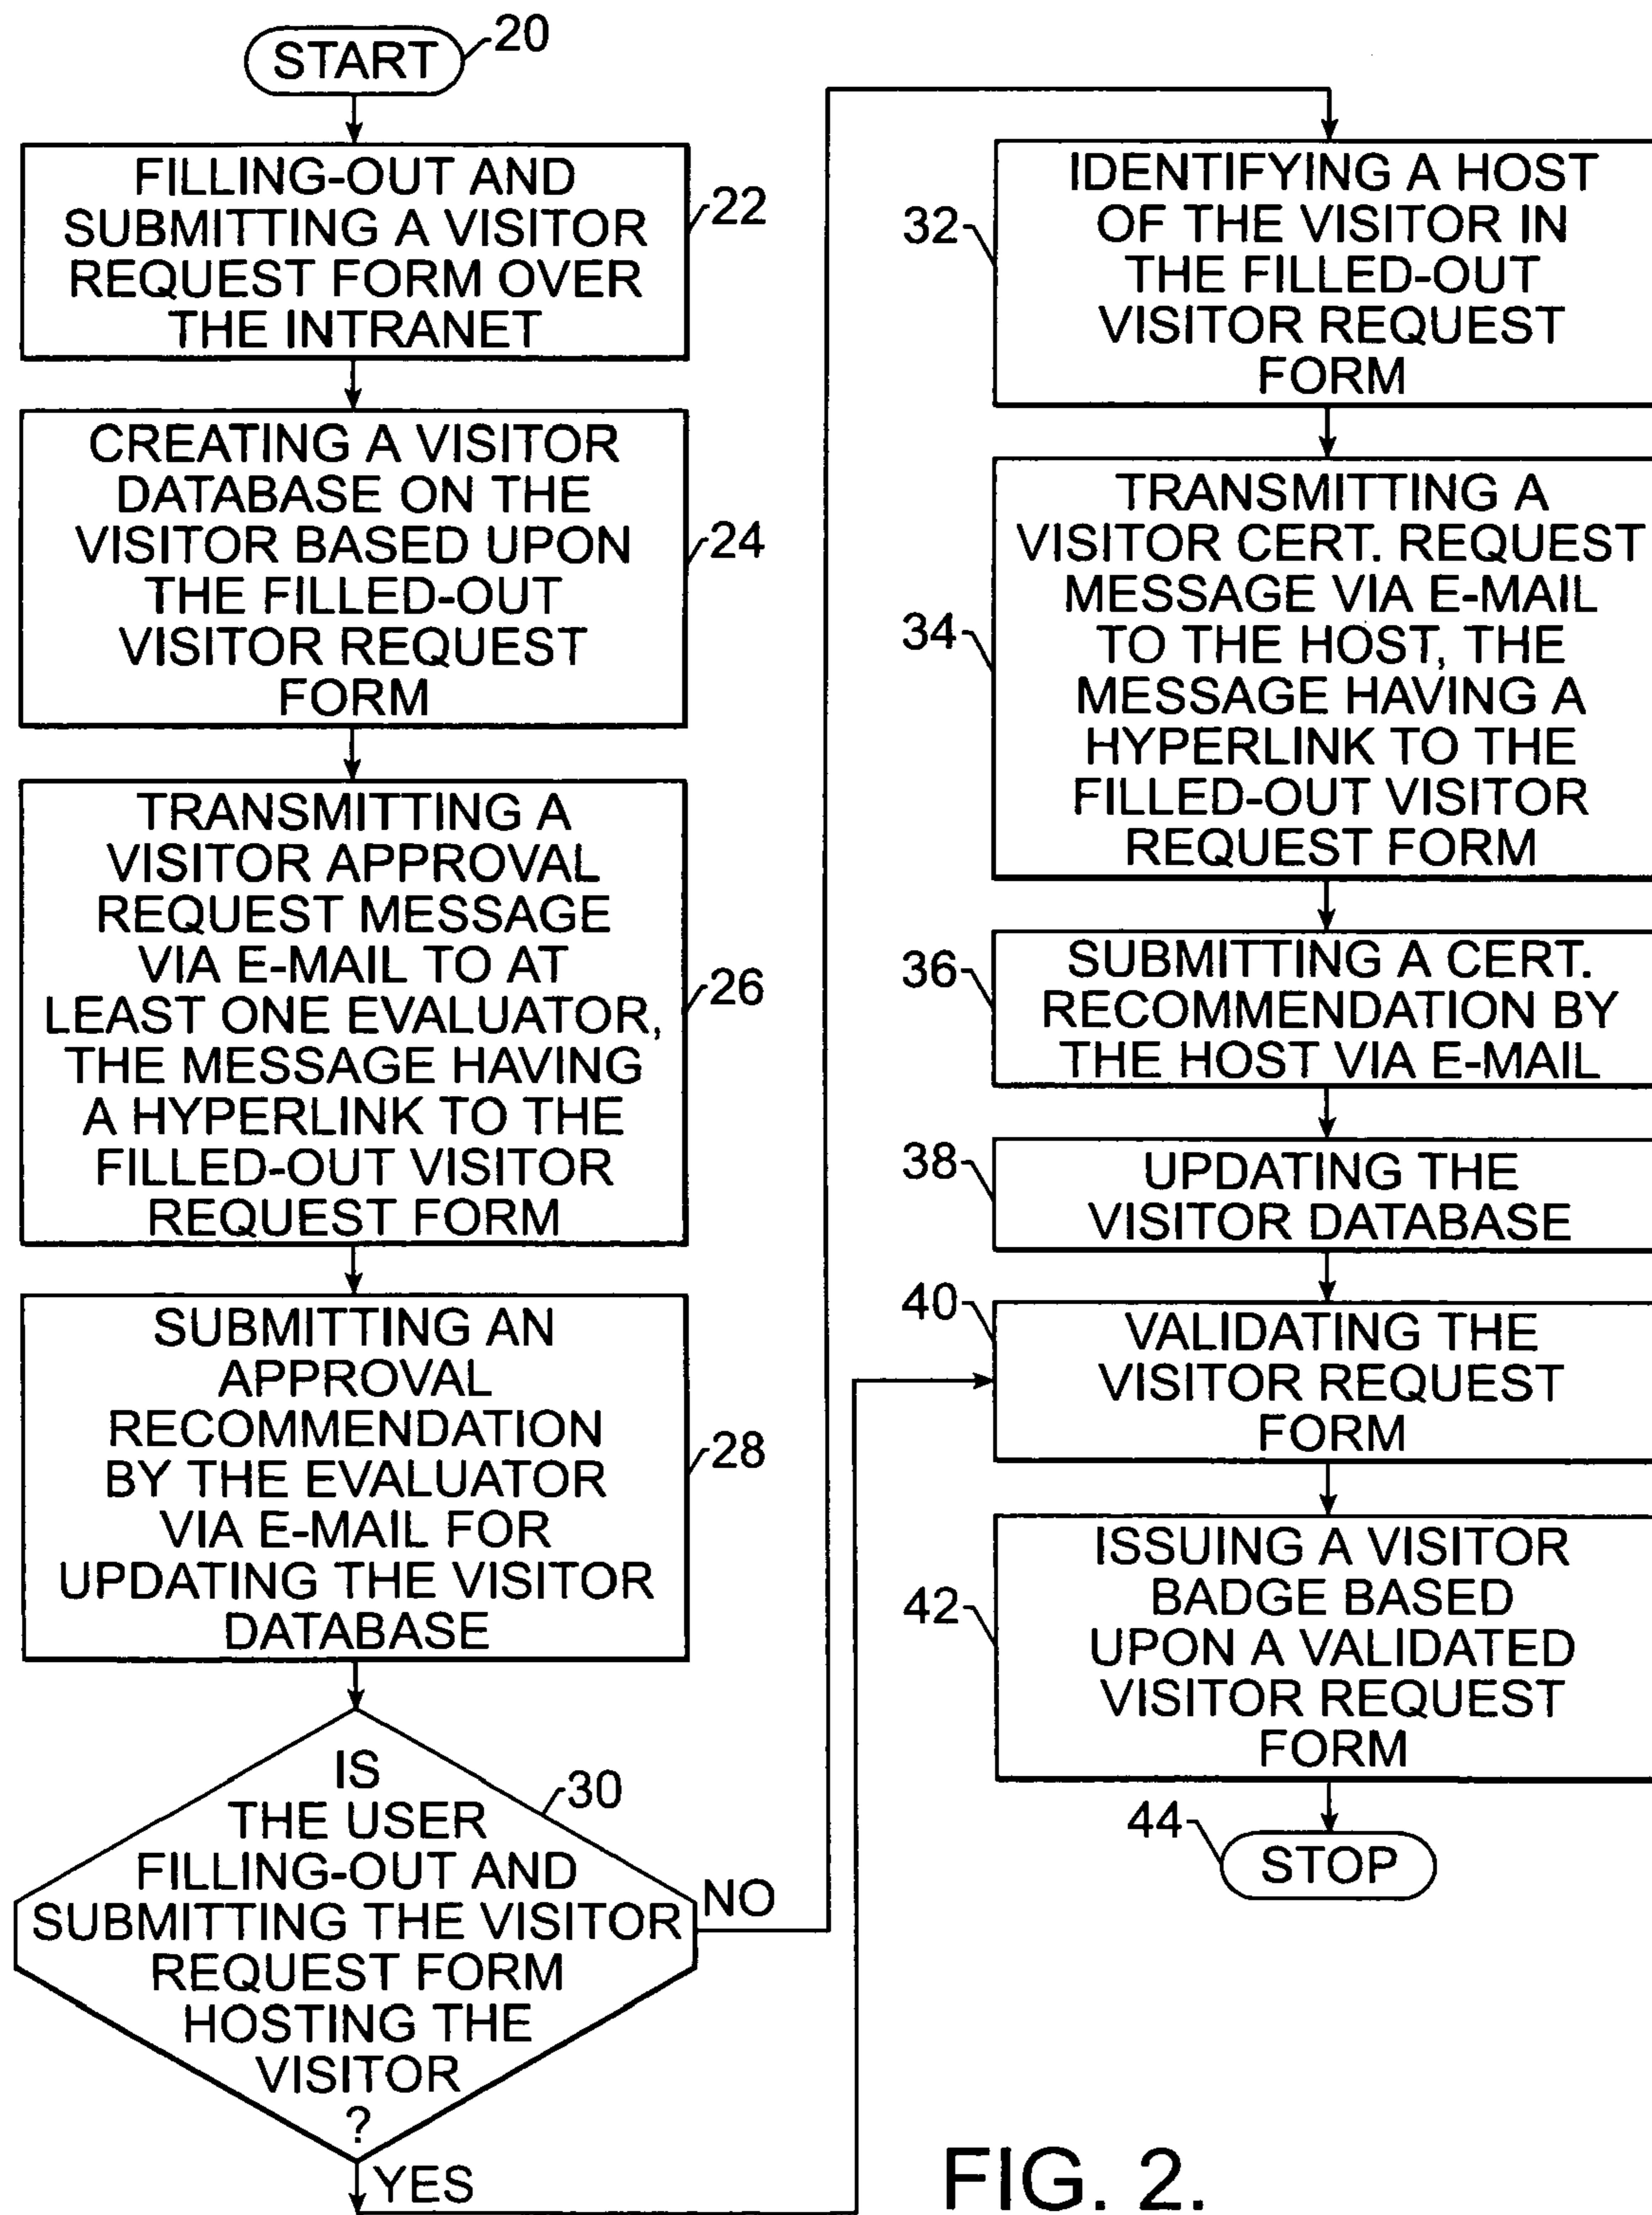 START
20
FILLING-OUT AND
SUBMITTING A VISITOR
REQUEST FORM OVER
THE INTRANET
22
CREATING A VISITOR
DATABASE ON THE
VISITOR BASED UPON
THE FILLED-OUT
VISITOR REQUEST
FORM
24
TRANSMITTING A
VISITOR APPROVAL
REQUEST MESSAGE
VIA E-MAIL TO AT
LEAST ONE EVALUATOR,
THE MESSAGE HAVING
A HYPERLINK TO THE
FILLED-OUT VISITOR
REQUEST FORM
26
SUBMITTING AN
APPROVAL
RECOMMENDATION
BY THE EVALUATOR
VIA E-MAIL FOR
UPDATING THE VISITOR
DATABASE
28
IS
THE USER
FILLING-OUT AND
SUBMITTING THE VISITOR
REQUEST FORM
HOSTING THE
VISITOR
?
30
NO
YES
32
IDENTIFYING A HOST
OF THE VISITOR IN
THE FILLED-OUT
VISITOR REQUEST
FORM
34
TRANSMITTING A
VISITOR CERT. REQUEST
MESSAGE VIA E-MAIL
TO THE HOST, THE
MESSAGE HAVING A
HYPERLINK TO THE
FILLED-OUT VISITOR
REQUEST FORM
36
SUBMITTING A CERT.
RECOMMENDATION BY
THE HOST VIA E-MAIL
38
UPDATING THE
VISITOR DATABASE
40
VALIDATING THE
VISITOR REQUEST
FORM
42
ISSUING A VISITOR
BADGE BASED
UPON A VALIDATED
VISITOR REQUEST
FORM
44
STOP
FIG. 2.